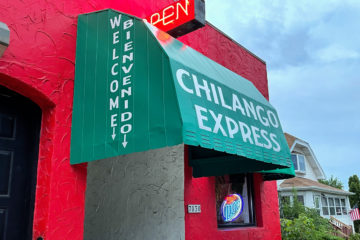 OPEN
WELCOME
BIENVENIDO
CHILANGO
EXPRESS